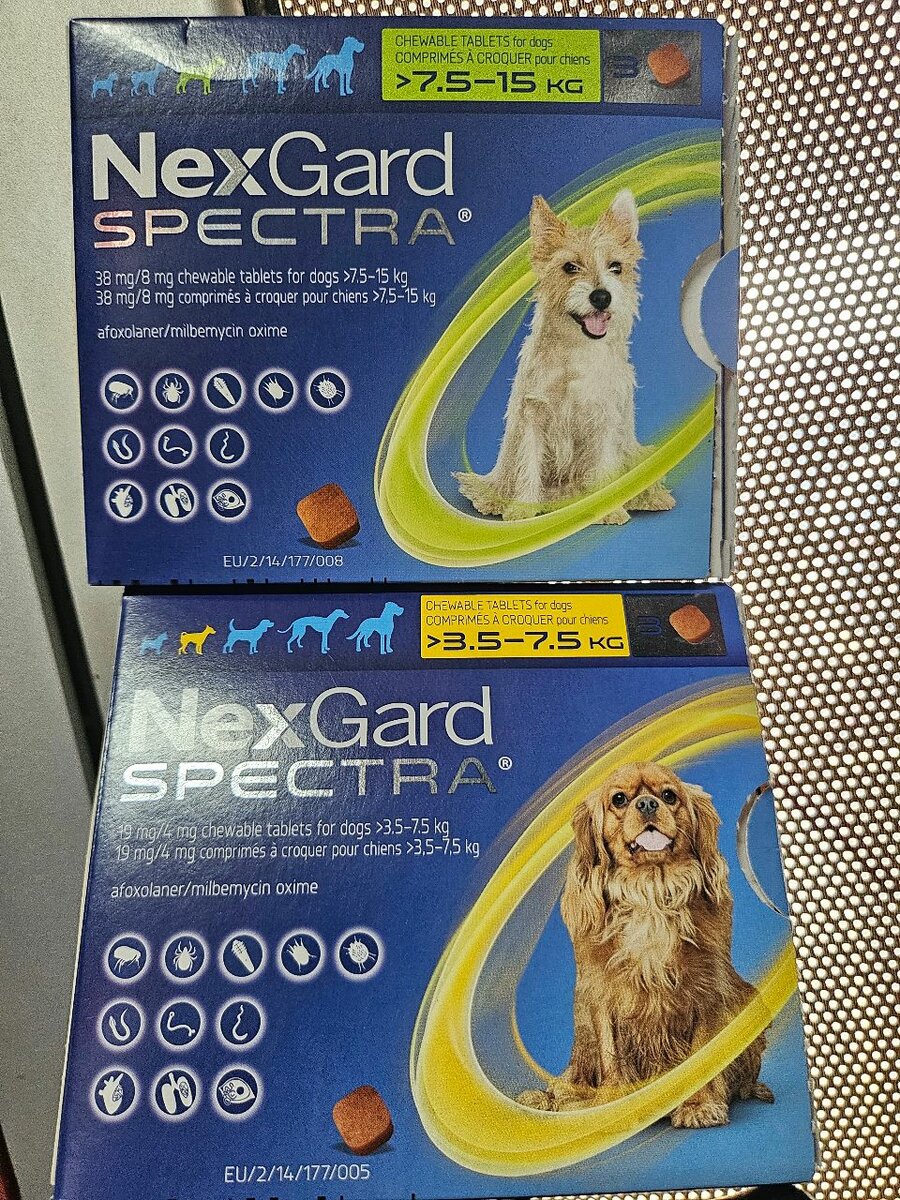 CHEWABLE TABLETS for dogs
COMPRIMÉS À CROQUER pour chiens
>7.5–15 KG
3
NexGard
SPECTRA®
38 mg/8 mg chewable tablets for dogs >7.5–15 kg
38 mg/8 mg comprimés à croquer pour chiens >7,5–15 kg
afoxolaner/milbemycin oxime
EU/2/14/177/008
CHEWABLE TABLETS for dogs
COMPRIMÉS À CROQUER pour chiens
>3.5–7.5 KG
3
NexGard
SPECTRA®
19 mg/4 mg chewable tablets for dogs >3.5–7.5 kg
19 mg/4 mg comprimés à croquer pour chiens >3,5–7,5 kg
afoxolaner/milbemycin oxime
EU/2/14/177/005